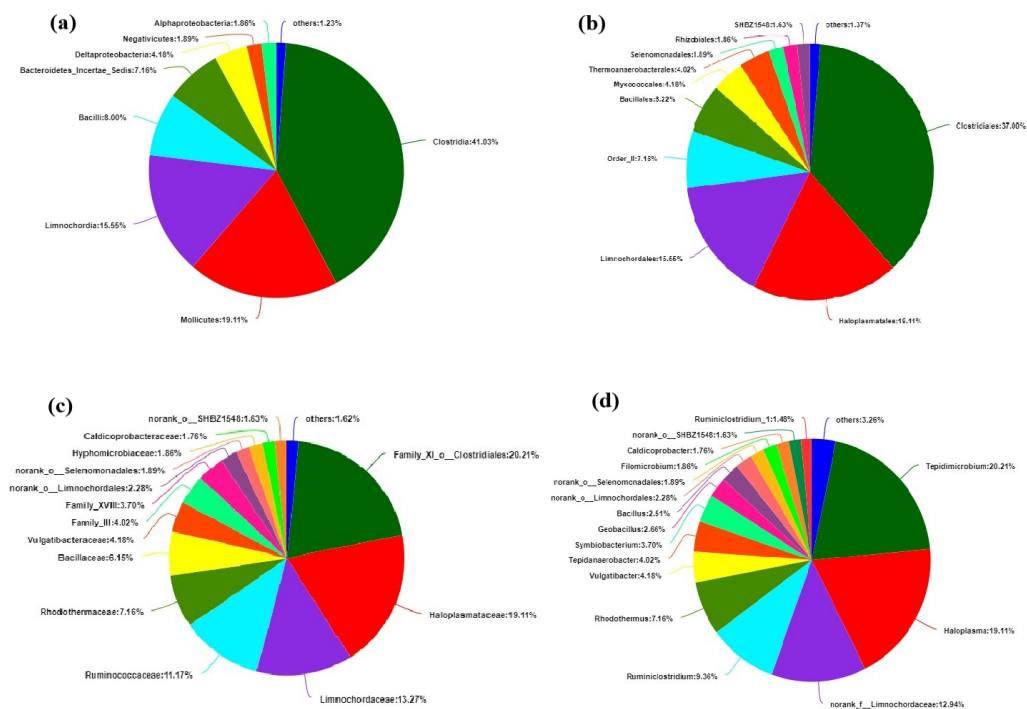 (a)
Alphaproteobacteria:1.86%
others:1.23%
Negativicutes:1.89%
Deltaproteobacteria:4.18%
Bacteroidetes_Incertae_Sedis:7.16%
Bacilli:8.00%
Clostridia:41.03%
Limnochordia:15.55%
Mollicutes:19.11%
(b)
SHBZ1548:1.63%
others:1.37%
Rhizobiales:1.86%
Selenomonadales:1.89%
Thermoanaerobacterales:4.02%
Myxococcales:4.18%
Bacillales:6.22%
Clostridiales:37.00%
Order_II:7.16%
Limnochordales:15.55%
Haloplasmatales:19.11%
(c)
norank_o__SHBZ1548:1.63%
others:1.62%
Caldicoprobacteraceae:1.76%
Family_XI_o__Clostridiales:20.21%
Hyphomicrobiaceae:1.86%
norank_o__Selenomonadales:1.89%
norank_o__Limnochordales:2.28%
Family_XVIII:3.70%
Family_III:4.02%
Vulgatibacteraceae:4.18%
Bacillaceae:6.15%
Rhodothermaceae:7.16%
Haloplasmataceae:19.11%
Ruminococcaceae:11.17%
Limnochordaceae:13.27%
(d)
Ruminiclostridium_1:1.48%
others:3.26%
norank_o__SHBZ1548:1.63%
Caldicoprobacter:1.76%
Tepidimicrobium:20.21%
Filomicrobium:1.86%
norank_o__Selenomonadales:1.89%
norank_o__Limnochordales:2.28%
Bacillus:2.51%
Geobacillus:2.66%
Symbiobacterium:3.70%
Tepidanaerobacter:4.02%
Vulgatibacter:4.18%
Rhodothermus:7.16%
Haloplasma:19.11%
Ruminiclostridium:9.36%
norank_f__Limnochordaceae:12.94%